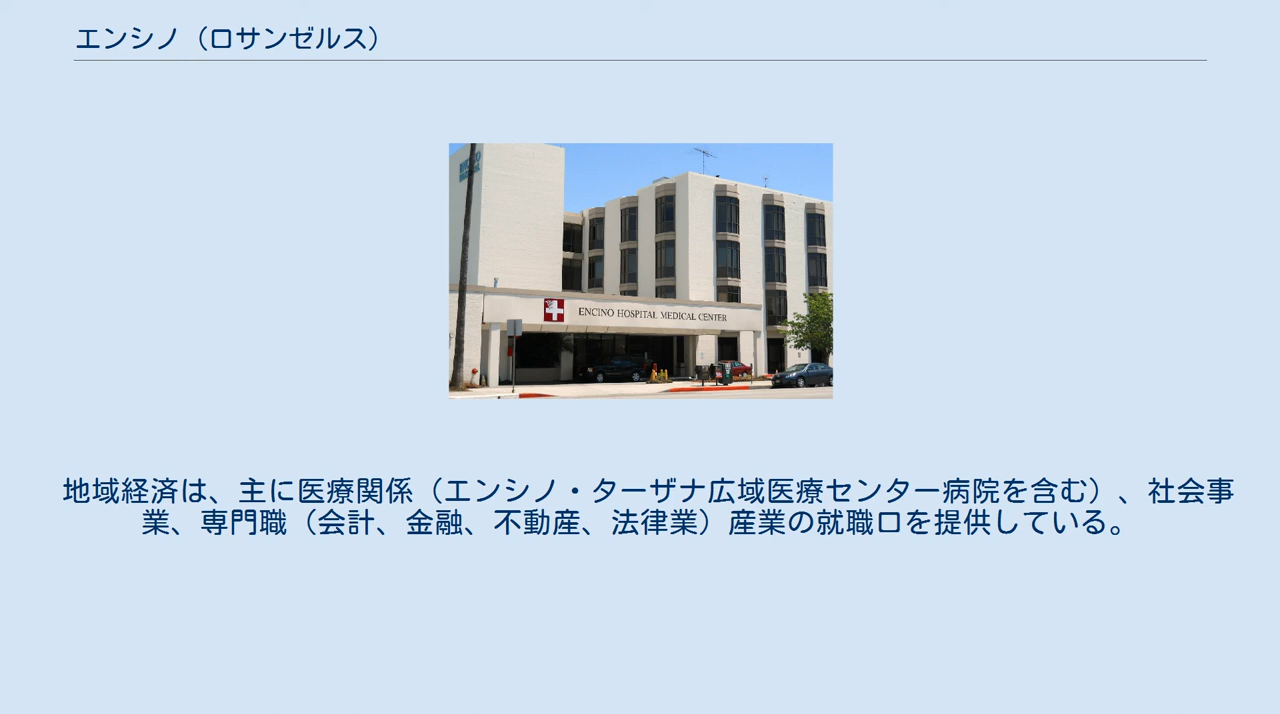 エンシノ（ロサンゼルス）
ENCINO HOSPITAL MEDICAL CENTER
地域経済は、主に医療関係（エンシノ・ターザナ広域医療センター病院を含む）、社会事
業、専門職（会計、金融、不動産、法律業）産業の就職口を提供している。